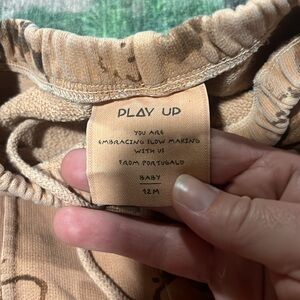 PLAY UP
YOU ARE
EMBRACING SLOW MAKING
WITH US
FROM PORTUGAL
BABY
12M